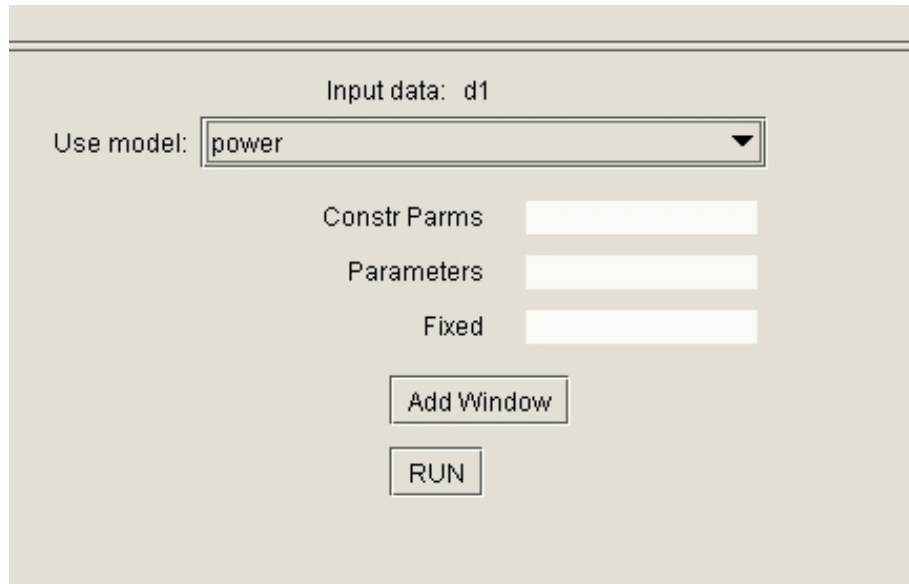 Input data: d1
Use model: power
Constr Parms
Parameters
Fixed
Add Window
RUN